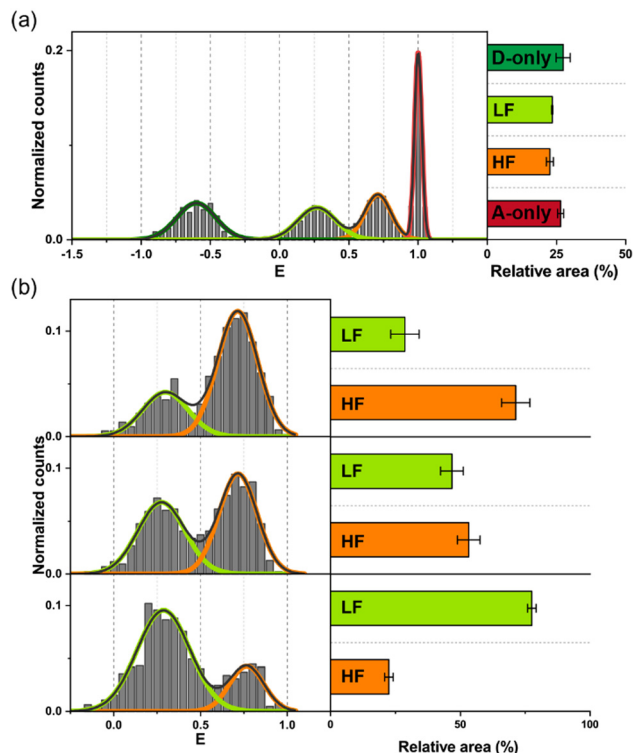 (a)
Normalized counts
0.2
0.0
-1.5 -1.0 -0.5 0.0 0.5 1.0
E
D-only
LF
HF
A-only
0 25 50
Relative area (%)
(b)
Normalized counts
0.1
0.0
LF
HF
Normalized counts
0.1
0.0
LF
HF
0.1
0.0
LF
HF
0.0 0.5 1.0
E
0 50 100
Relative area (%)